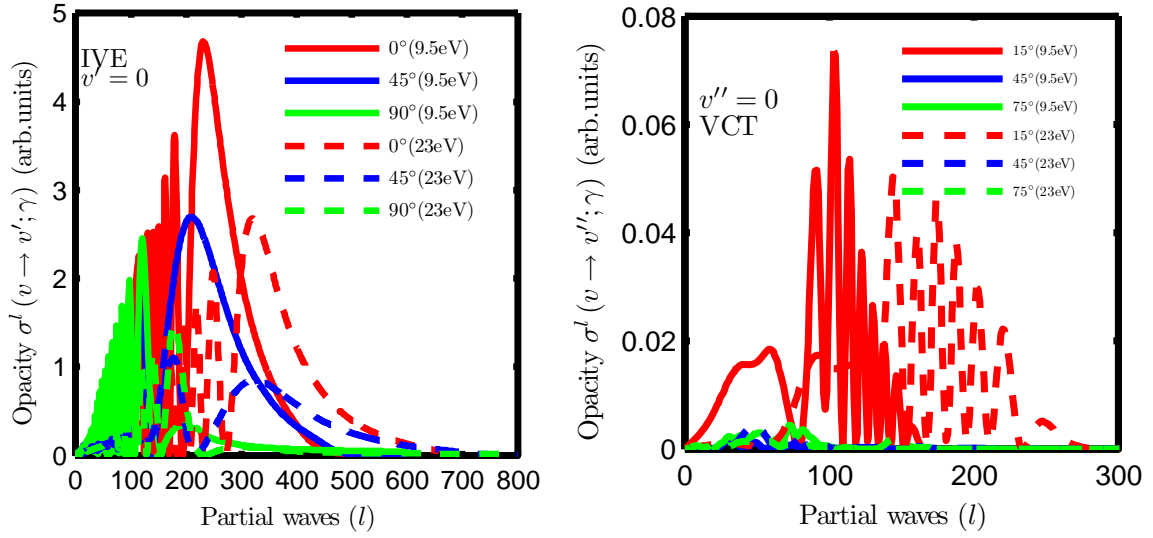 5
4
3
2
1
0
0 100 200 300 400 500 600 700 800
Opacity σ^l (v → v′; γ) (arb.units)
Partial waves (l)
IVE
v′ = 0
0°(9.5eV)
45°(9.5eV)
90°(9.5eV)
0°(23eV)
45°(23eV)
90°(23eV)
0.08
0.06
0.04
0.02
0
0 100 200 300
Opacity σ^l (v → v″; γ) (arb.units)
Partial waves (l)
v″ = 0
VCT
15°(9.5eV)
45°(9.5eV)
75°(9.5eV)
15°(23eV)
45°(23eV)
75°(23eV)